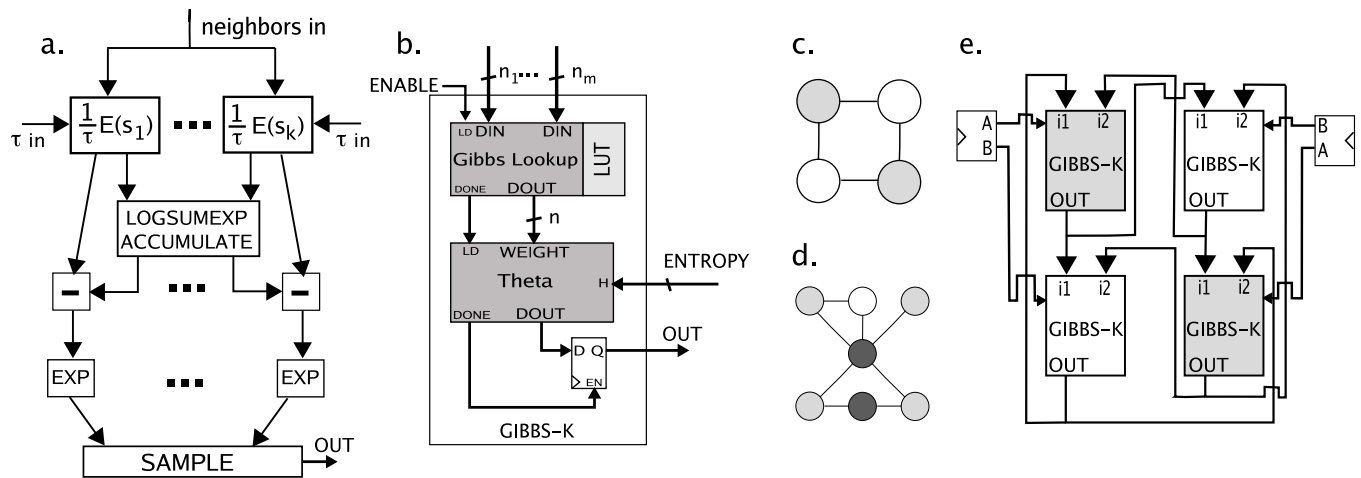 a.
neighbors in
1/τ E(s1)
1/τ E(sk)
τ in
τ in
LOGSUMEXP
ACCUMULATE
−
−
EXP
EXP
SAMPLE
OUT
b.
n1
nm
ENABLE
LD DIN DIN
Gibbs Lookup
LUT
DONE DOUT
n
LD WEIGHT
Theta
H
ENTROPY
DONE DOUT
D Q
EN
OUT
GIBBS-K
c.
d.
e.
A
B
i1 i2
GIBBS-K
OUT
i1 i2
GIBBS-K
OUT
B
A
i1 i2
GIBBS-K
OUT
i1 i2
GIBBS-K
OUT